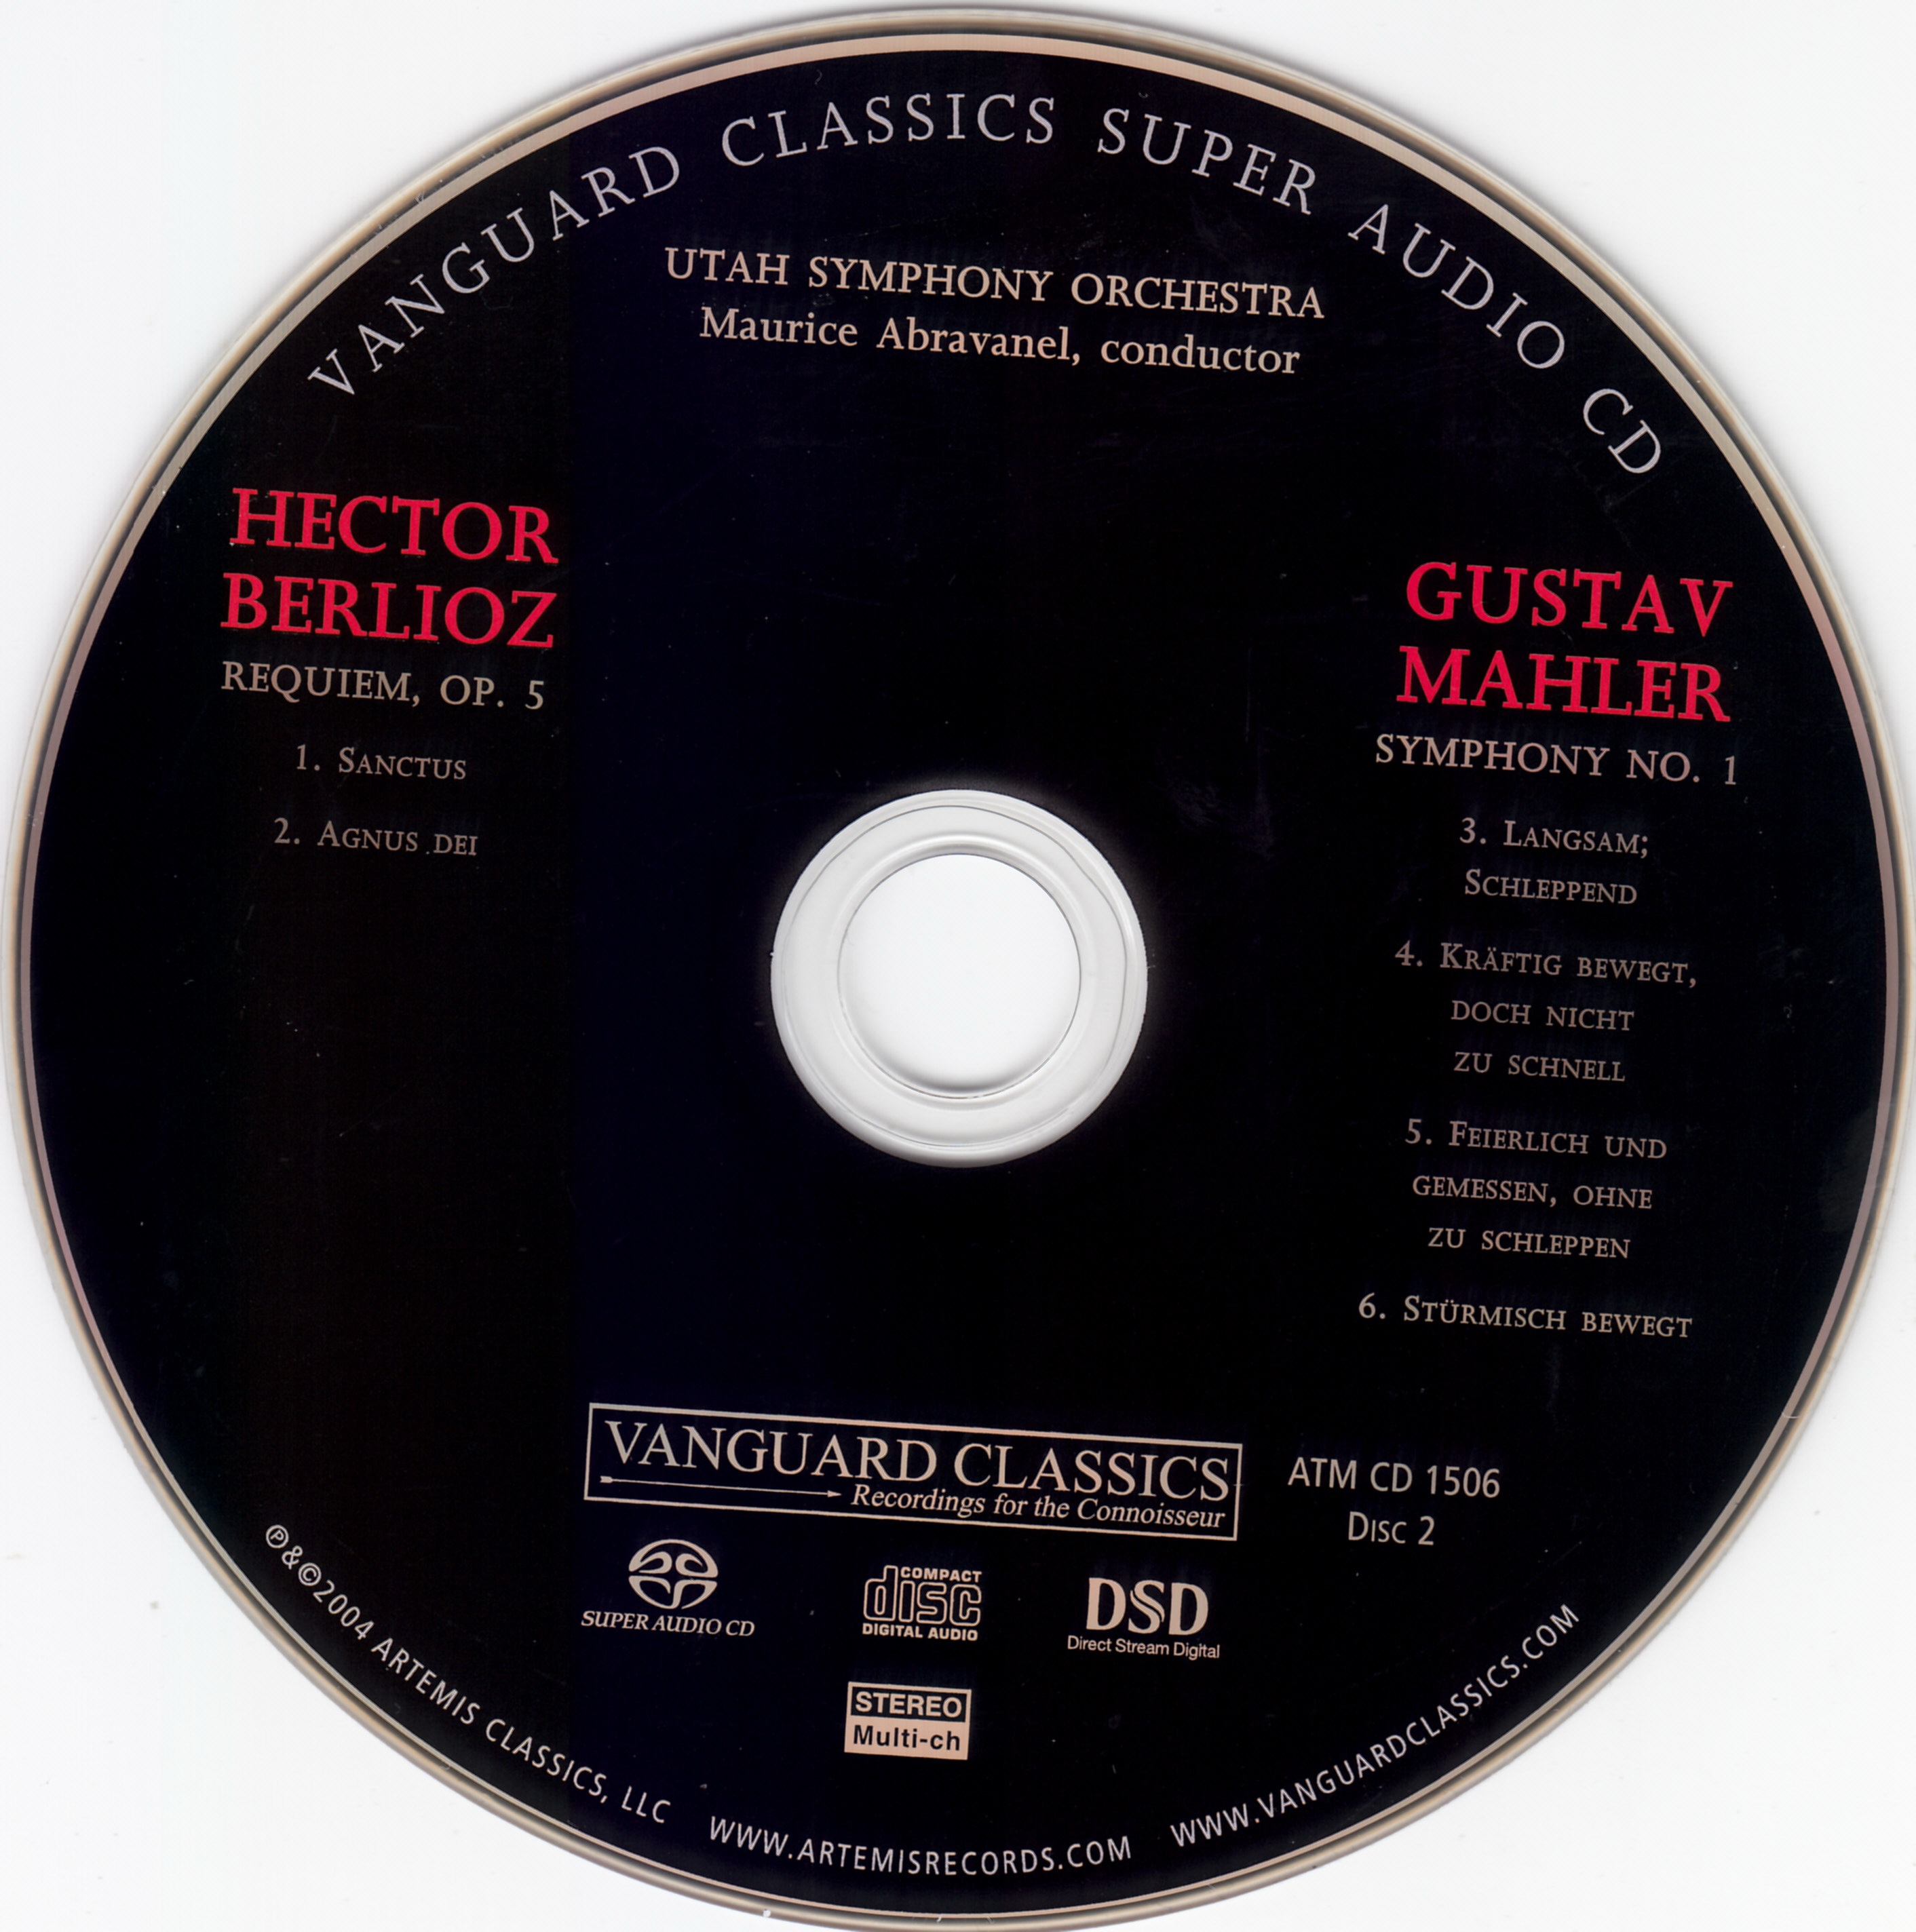 VANGUARD CLASSICS SUPER AUDIO CD
UTAH SYMPHONY ORCHESTRA
Maurice Abravanel, conductor
HECTOR
BERLIOZ
REQUIEM, OP. 5
1. SANCTUS
2. AGNUS DEI
GUSTAV
MAHLER
SYMPHONY NO. 1
3. LANGSAM;
SCHLEPPEND
4. KRÄFTIG BEWEGT,
DOCH NICHT
ZU SCHNELL
5. FEIERLICH UND
GEMESSEN, OHNE
ZU SCHLEPPEN
6. STÜRMISCH BEWEGT
VANGUARD CLASSICS
Recordings for the Connoisseur
ATM CD 1506
DISC 2
SUPER AUDIO CD
COMPACT
disc
DIGITAL AUDIO
DSD
Direct Stream Digital
STEREO
Multi-ch
℗&©2004 ARTEMIS CLASSICS, LLC WWW.ARTEMISRECORDS.COM WWW.VANGUARDCLASSICS.COM